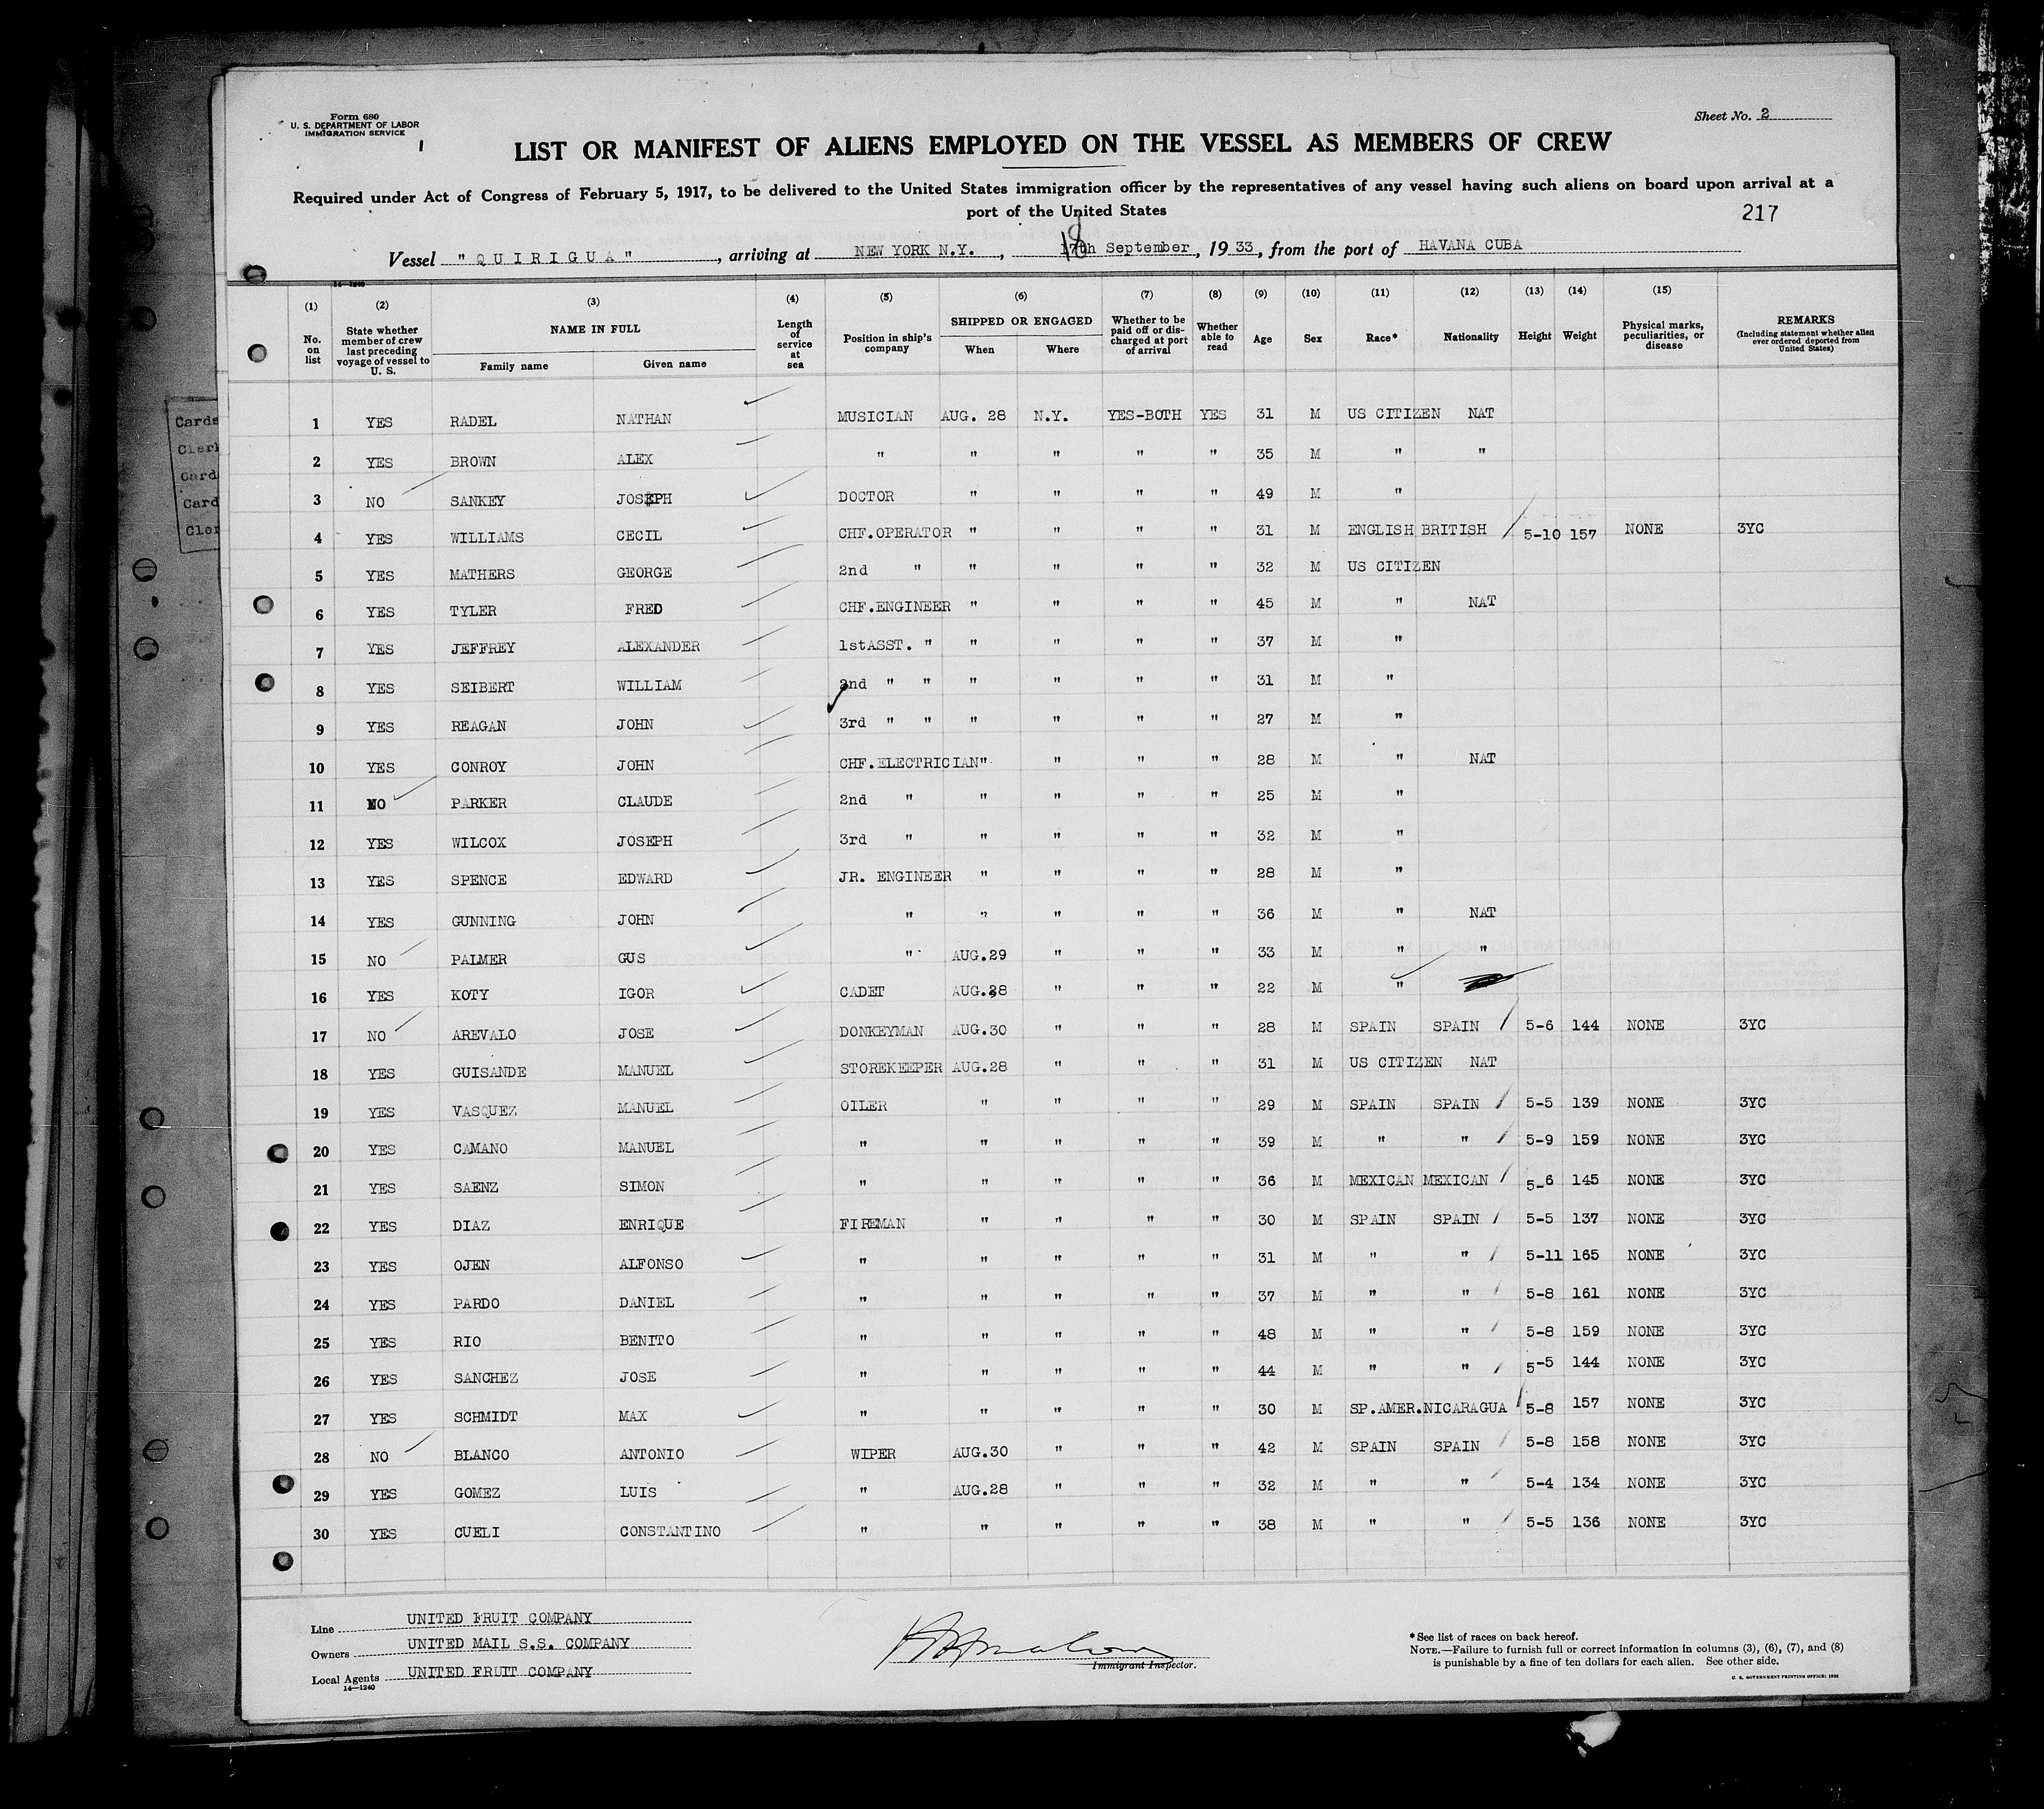 Form 680
U. S. DEPARTMENT OF LABOR
IMMIGRATION SERVICE
Sheet No. 2
LIST OR MANIFEST OF ALIENS EMPLOYED ON THE VESSEL AS MEMBERS OF CREW
Required under Act of Congress of February 5, 1917, to be delivered to the United States immigration officer by the representatives of any vessel having such aliens on board upon arrival at a
port of the United States
217
Vessel "QUIRIGUA", arriving at NEW YORK N.Y., 18 17th September, 1933, from the port of HAVANA CUBA
(1) (2) (3) (4) (5) (6) (7) (8) (9) (10) (11) (12) (13) (14) (15)
No. on list State whether member of crew last preceding voyage of vessel to U. S. NAME IN FULL Family name Given name Length of service at sea Position in ship's company SHIPPED OR ENGAGED When Where Whether to be paid off or discharged at port of arrival Whether able to read Age Sex Race* Nationality Height Weight Physical marks, peculiarities, or disease REMARKS (Including statement whether alien ever ordered deported from United States)
1 YES RADEL NATHAN MUSICIAN AUG. 28 N.Y. YES-BOTH YES 31 M US CITIZEN NAT
2 YES BROWN ALEX " " " " " 35 M " "
3 NO SANKEY JOSEPH DOCTOR " " " " 49 M "
4 YES WILLIAMS CECIL CHF.OPERATOR " " " " 31 M ENGLISH BRITISH 5-10 157 NONE 3YC
5 YES MATHERS GEORGE 2nd " " " " " 32 M US CITIZEN
6 YES TYLER FRED CHF.ENGINEER " " " " 45 M " NAT
7 YES JEFFREY ALEXANDER 1stASST. " " " " " 37 M "
8 YES SEIBERT WILLIAM 2nd " " " " " " 31 M "
9 YES REAGAN JOHN 3rd " " " " " " 27 M "
10 YES CONROY JOHN CHF.ELECTRICIAN" " " " 28 M " NAT
11 NO PARKER CLAUDE 2nd " " " " " 25 M "
12 YES WILCOX JOSEPH 3rd " " " " " 32 M "
13 YES SPENCE EDWARD JR. ENGINEER " " " " 28 M "
14 YES GUNNING JOHN " " " " " 36 M " NAT
15 NO PALMER GUS " AUG.29 " " " 33 M " "
16 YES KOTY IGOR CADET AUG.28 " " " 22 M "
17 NO AREVALO JOSE DONKEYMAN AUG.30 " " " 28 M SPAIN SPAIN 5-6 144 NONE 3YC
18 YES GUISANDE MANUEL STOREKEEPER AUG.28 " " " 31 M US CITIZEN NAT
19 YES VASQUEZ MANUEL OILER " " " " 29 M SPAIN SPAIN 5-5 139 NONE 3YC
20 YES CAMANO MANUEL " " " " " 39 M " " 5-9 159 NONE 3YC
21 YES SAENZ SIMON " " " " " 36 M MEXICAN MEXICAN 5-6 145 NONE 3YC
22 YES DIAZ ENRIQUE FIREMAN " " " " 30 M SPAIN SPAIN 5-5 137 NONE 3YC
23 YES OJEN ALFONSO " " " " " 31 M " " 5-11 165 NONE 3YC
24 YES PARDO DANIEL " " " " " 37 M " " 5-8 161 NONE 3YC
25 YES RIO BENITO " " " " " 48 M " " 5-8 159 NONE 3YC
26 YES SANCHEZ JOSE " " " " " 44 M " " 5-5 144 NONE 3YC
27 YES SCHMIDT MAX " " " " " 30 M SP.AMER. NICARAGUA 5-8 157 NONE 3YC
28 NO BLANCO ANTONIO WIPER AUG.30 " " " 42 M SPAIN SPAIN 5-8 158 NONE 3YC
29 YES GOMEZ LUIS " AUG.28 " " " 32 M " " 5-4 134 NONE 3YC
30 YES CUELI CONSTANTINO " " " " " 38 M " " 5-5 136 NONE 3YC
Line UNITED FRUIT COMPANY
Owners UNITED MAIL S.S. COMPANY
Local Agents UNITED FRUIT COMPANY
14—1240
Immigrant Inspector.
*See list of races on back hereof.
NOTE.—Failure to furnish full or correct information in columns (3), (6), (7), and (8)
is punishable by a fine of ten dollars for each alien. See other side.
U. S. GOVERNMENT PRINTING OFFICE: 1932